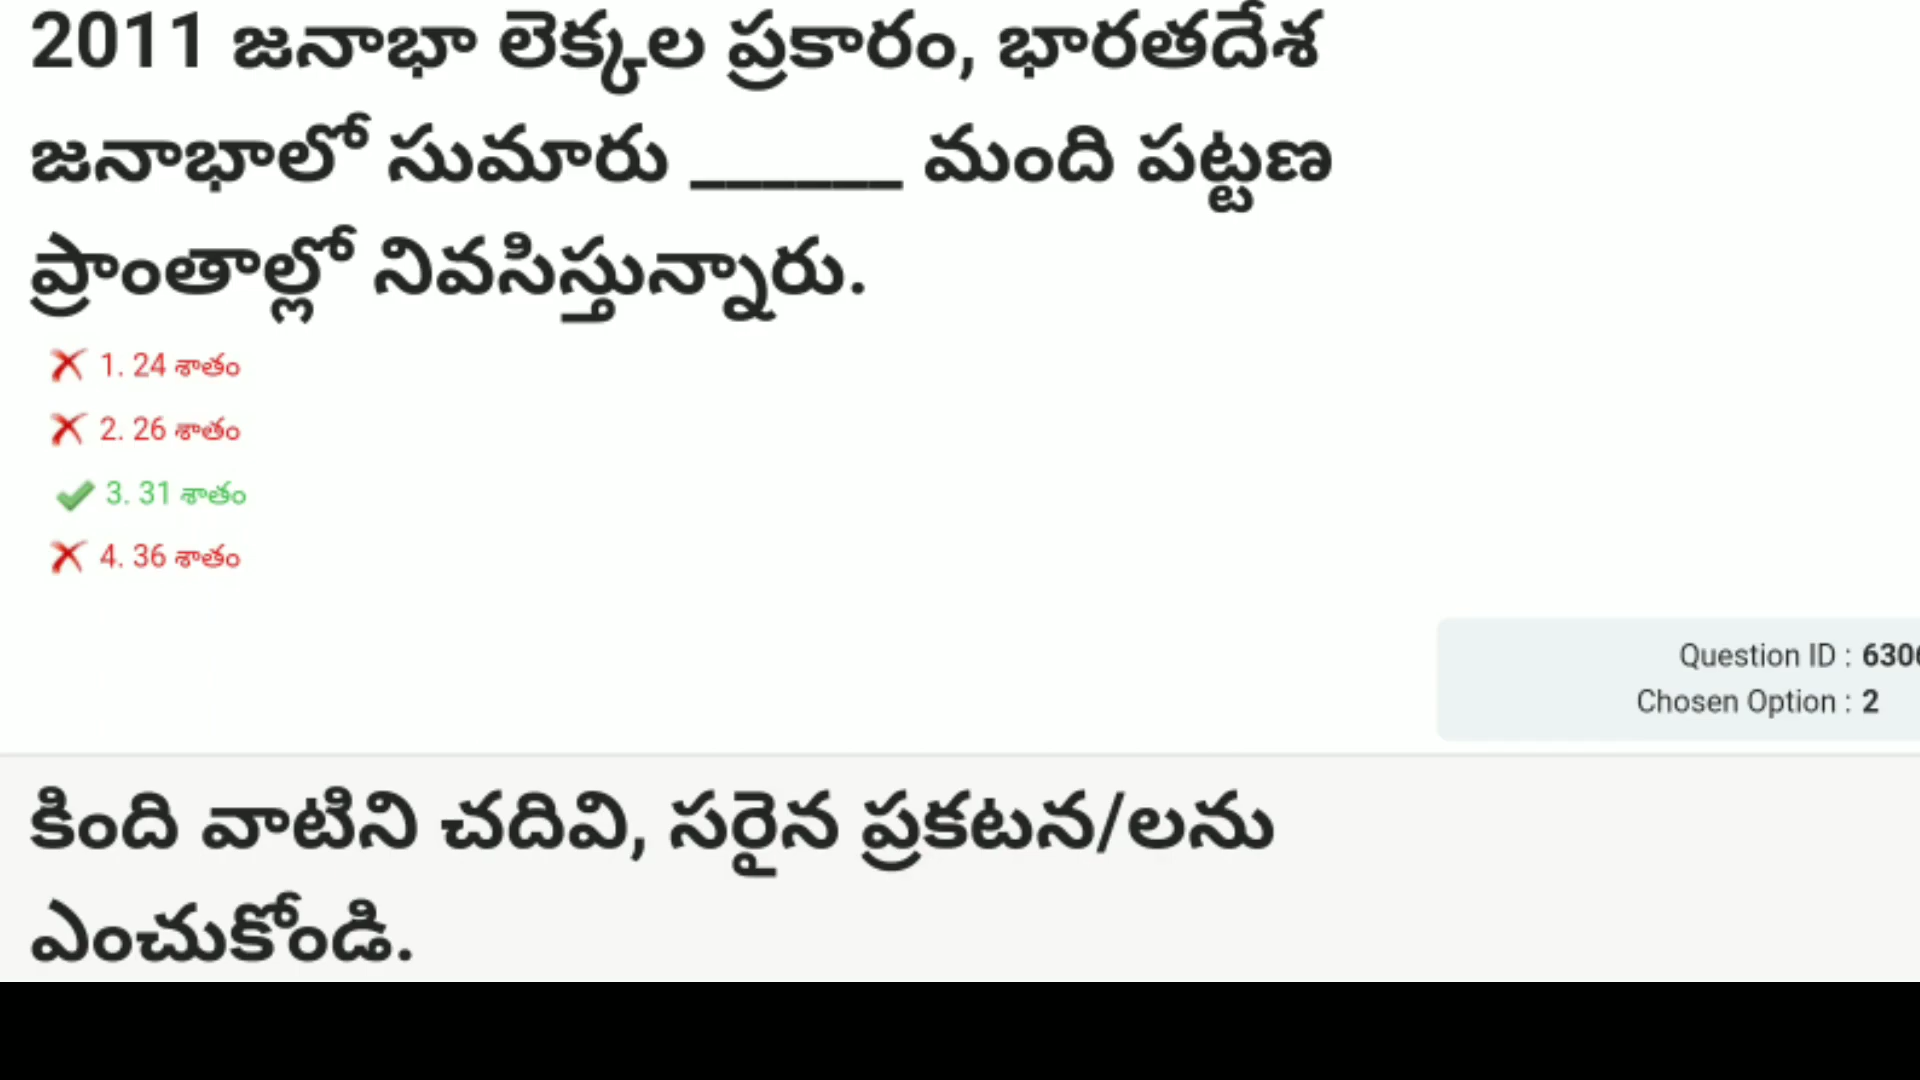 2011 జనాభా లెక్కల ప్రకారం, భారతదేశ
జనాభాలో సుమారు ______ మంది పట్టణ
ప్రాంతాల్లో నివసిస్తున్నారు.
1. 24 శాతం
2. 26 శాతం
3. 31 శాతం
4. 36 శాతం
Question ID :
Chosen Option : 2
కింది వాటిని చదివి, సరైన ప్రకటన/లను
ఎంచుకోండి.